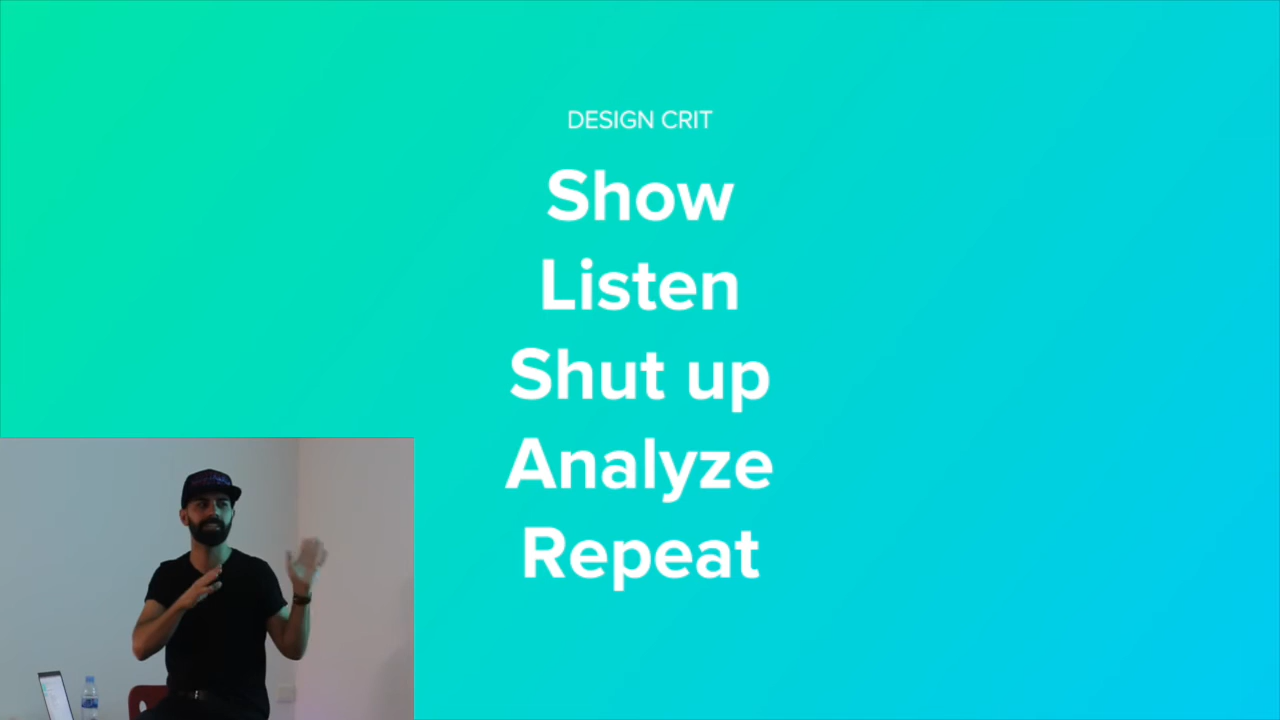 DESIGN CRIT
Show
Listen
Shut up
Analyze
Repeat